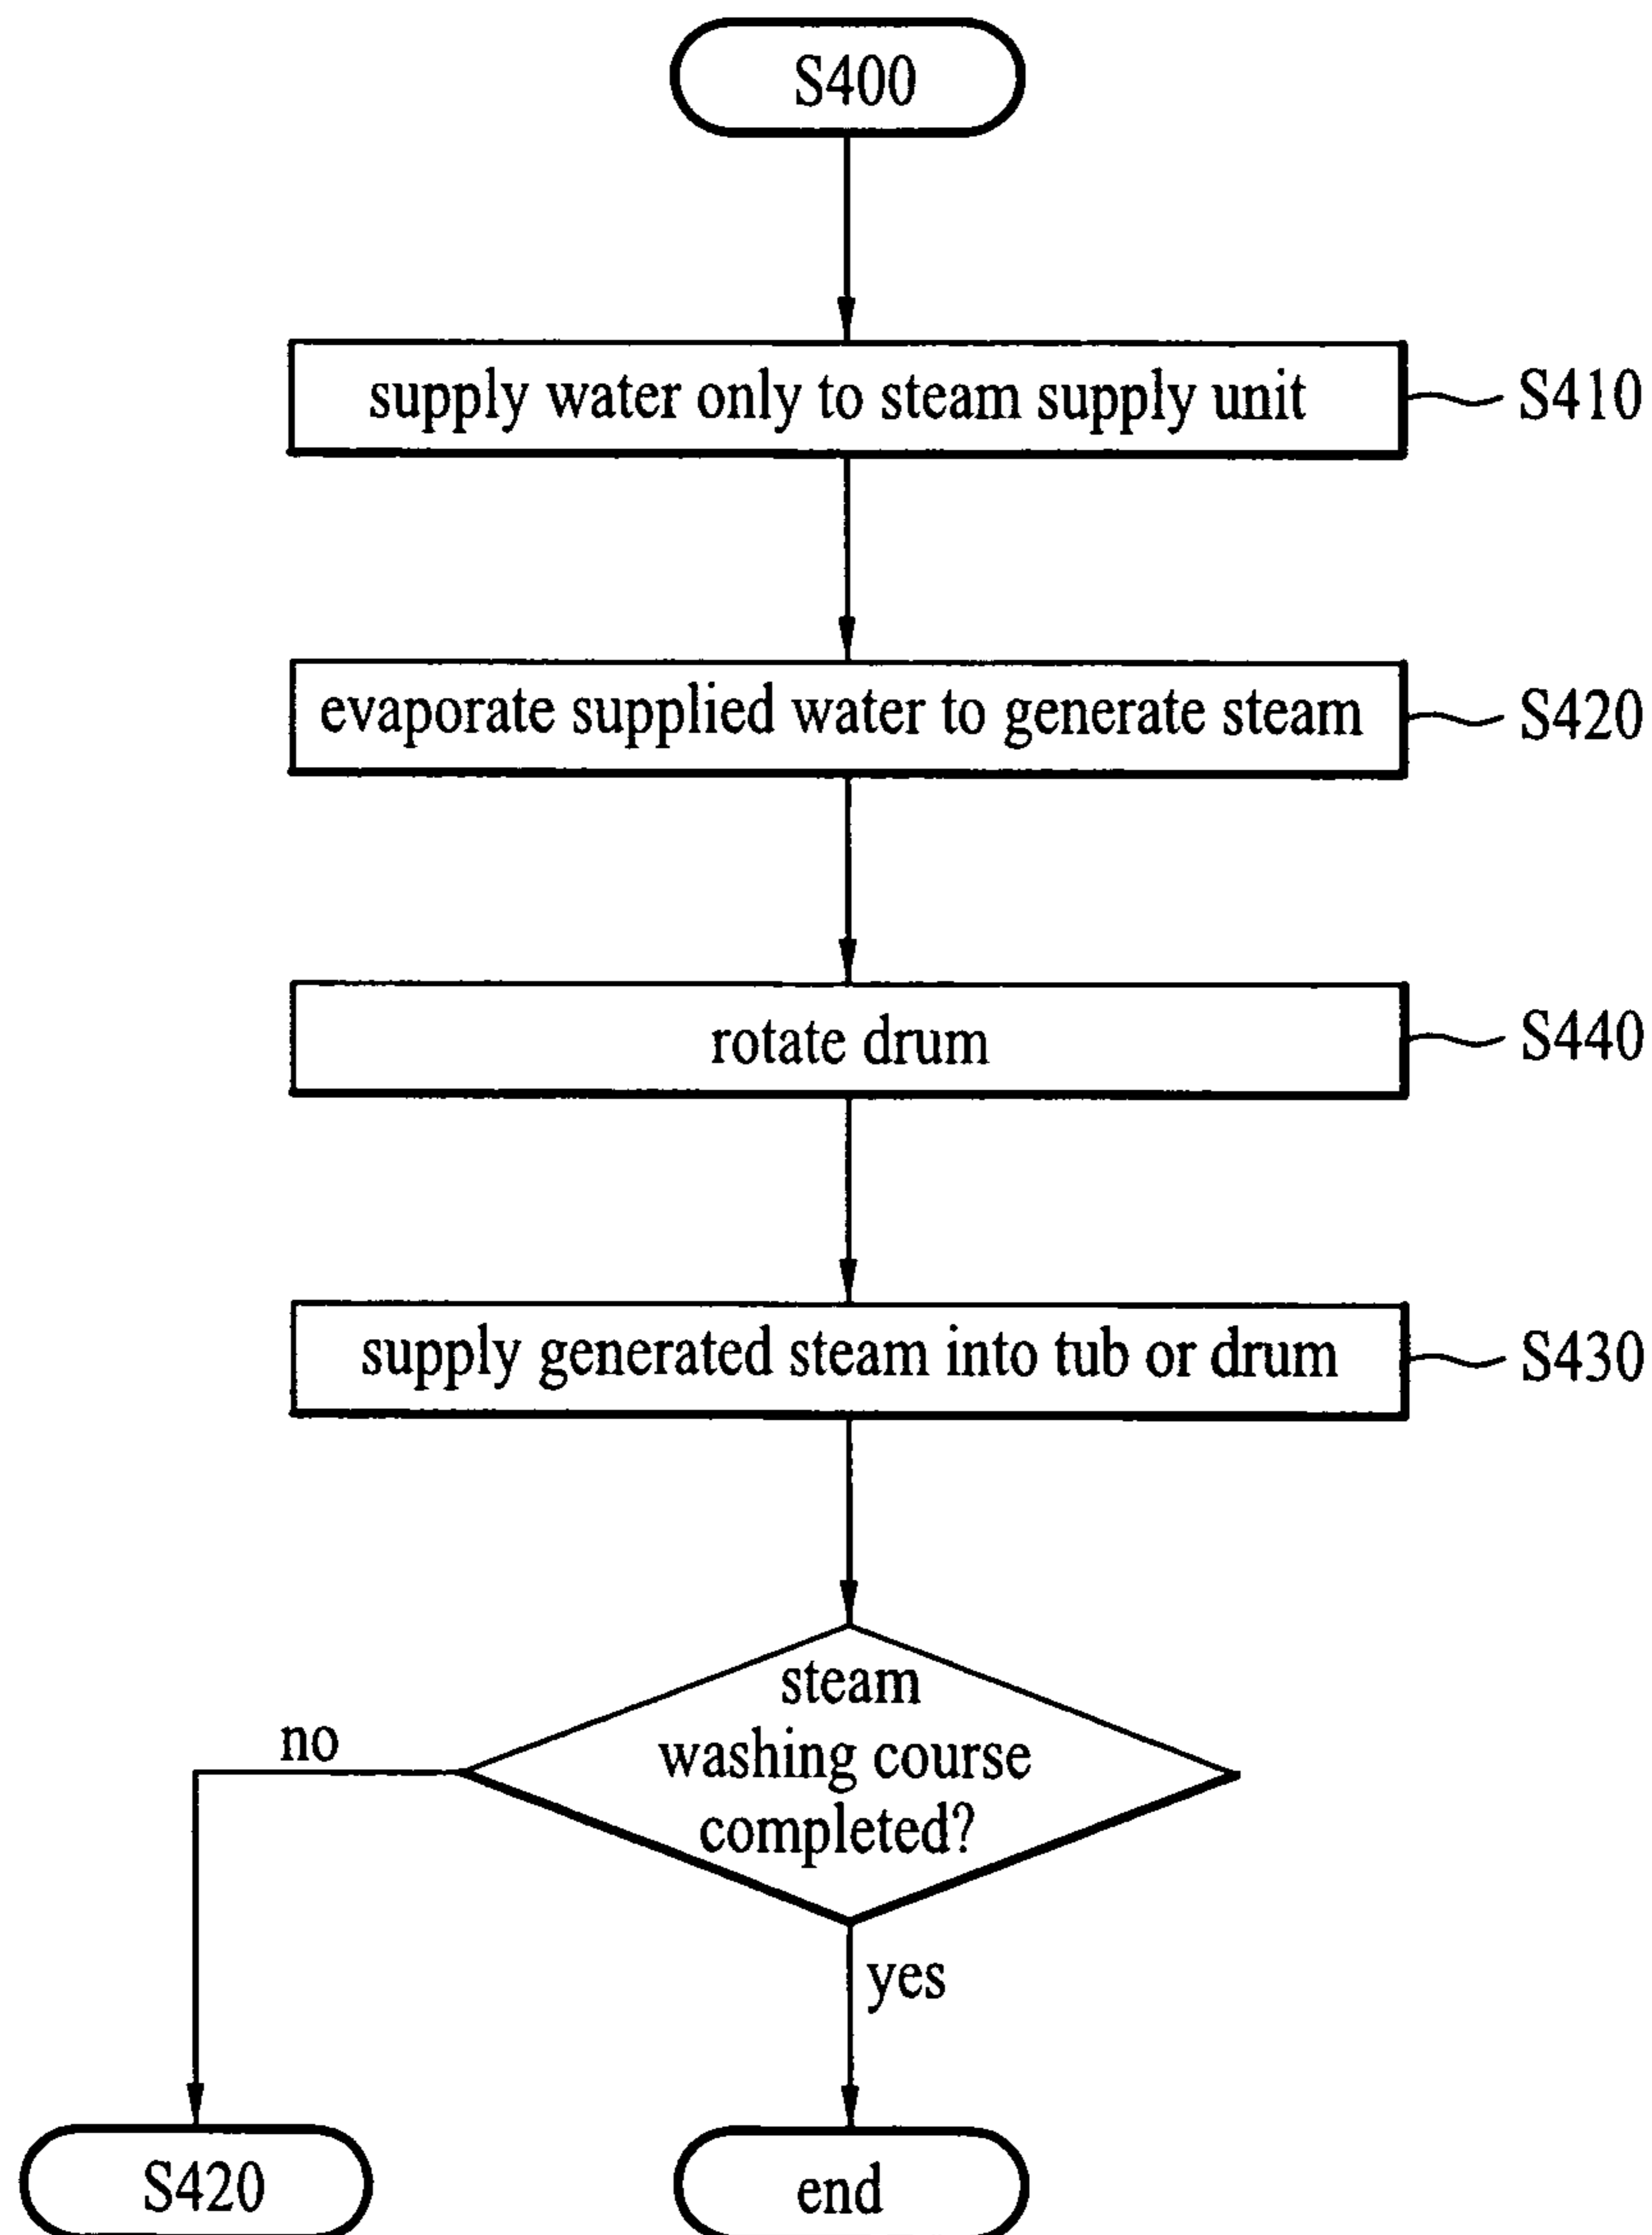 S400
supply water only to steam supply unit
S410
evaporate supplied water to generate steam
S420
rotate drum
S440
supply generated steam into tub or drum
S430
steam
washing course
completed?
no
yes
S420
end